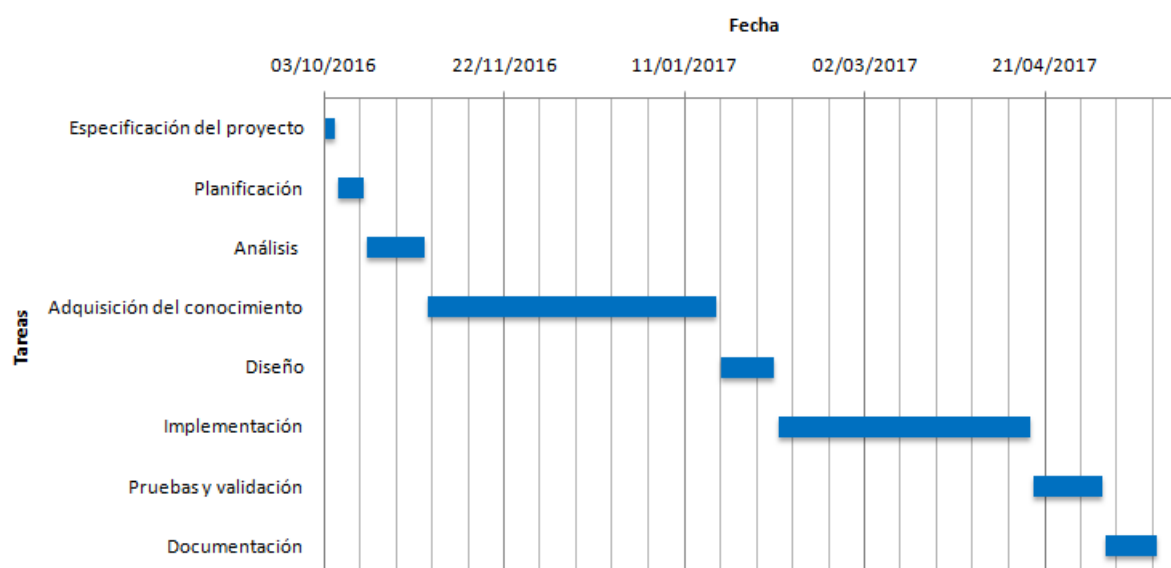 Fecha
03/10/2016 22/11/2016 11/01/2017 02/03/2017 21/04/2017
Tareas
Especificación del proyecto
Planificación
Análisis
Adquisición del conocimiento
Diseño
Implementación
Pruebas y validación
Documentación